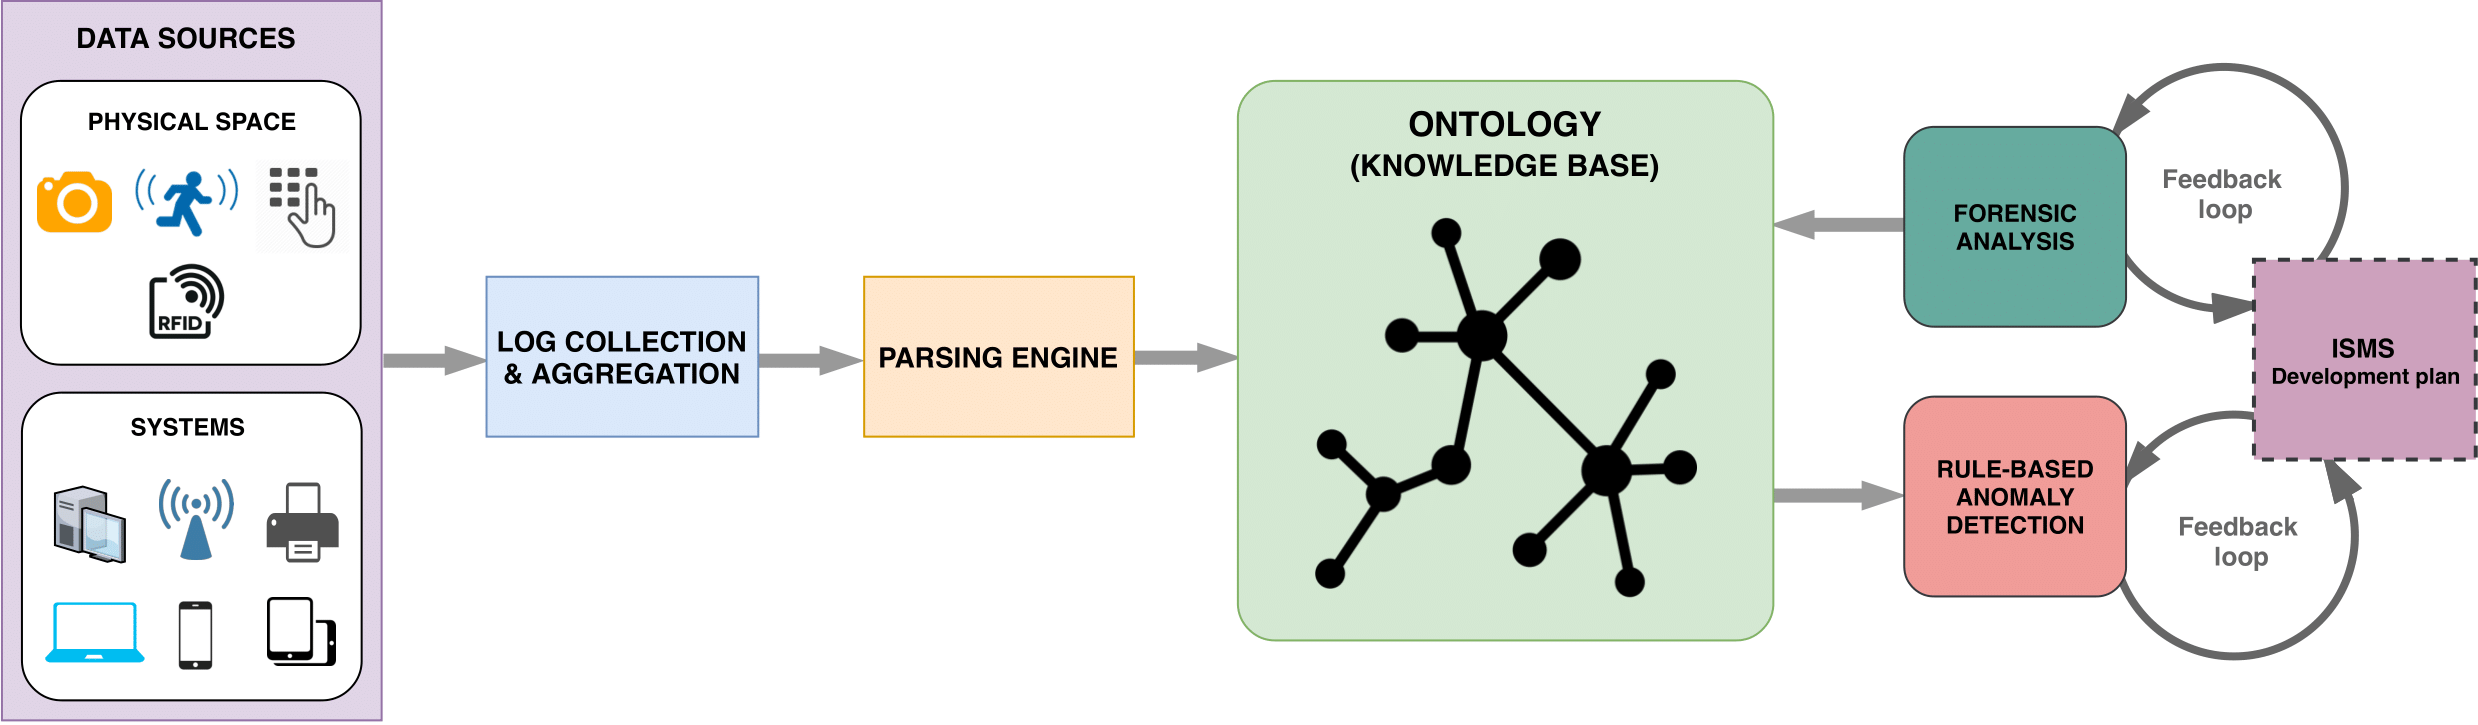 DATA SOURCES
PHYSICAL SPACE
RFID
SYSTEMS
LOG COLLECTION
& AGGREGATION
PARSING ENGINE
ONTOLOGY
(KNOWLEDGE BASE)
FORENSIC
ANALYSIS
Feedback
loop
ISMS
Development plan
RULE-BASED
ANOMALY
DETECTION
Feedback
loop